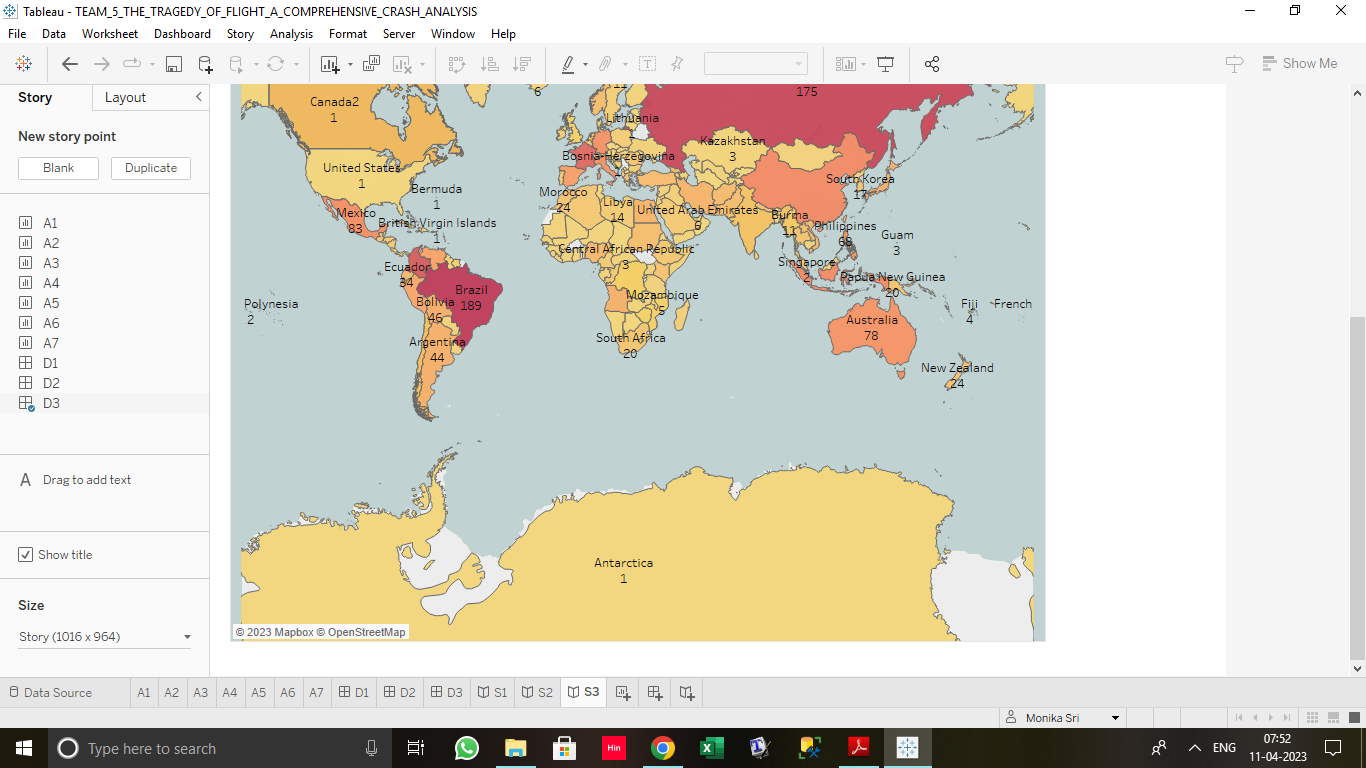 Tableau - TEAM_5_THE_TRAGEDY_OF_FLIGHT_A_COMPREHENSIVE_CRASH_ANALYSIS
File Data Worksheet Dashboard Story Analysis Format Server Window Help
Show Me
Story Layout
New story point
Blank Duplicate
A1
A2
A3
A4
A5
A6
A7
D1
D2
D3
A Drag to add text
Show title
Size
Story (1016 x 964)
6
11
175
Canada2
1
Lithuania
1
Kazakhstan
3
Bosnia-Herzegovina
1
United States
1
South Korea
17
Bermuda
1
Morocco
24
Libya
14
United Arab Emirates
6
Mexico
83
British Virgin Islands
1
Burma
11
Philippines
68
Guam
3
Central African Republic
3
Ecuador
34
Singapore
2
Papua New Guinea
20
Brazil
189
Mozambique
5
Polynesia
2
Bolivia
46
Fiji
4
French
Australia
78
Argentina
44
South Africa
20
New Zealand
24
Antarctica
1
© 2023 Mapbox © OpenStreetMap
Data Source A1 A2 A3 A4 A5 A6 A7 D1 D2 D3 S1 S2 S3
Monika Sri
Type here to search
Hin
ENG
07:52
11-04-2023